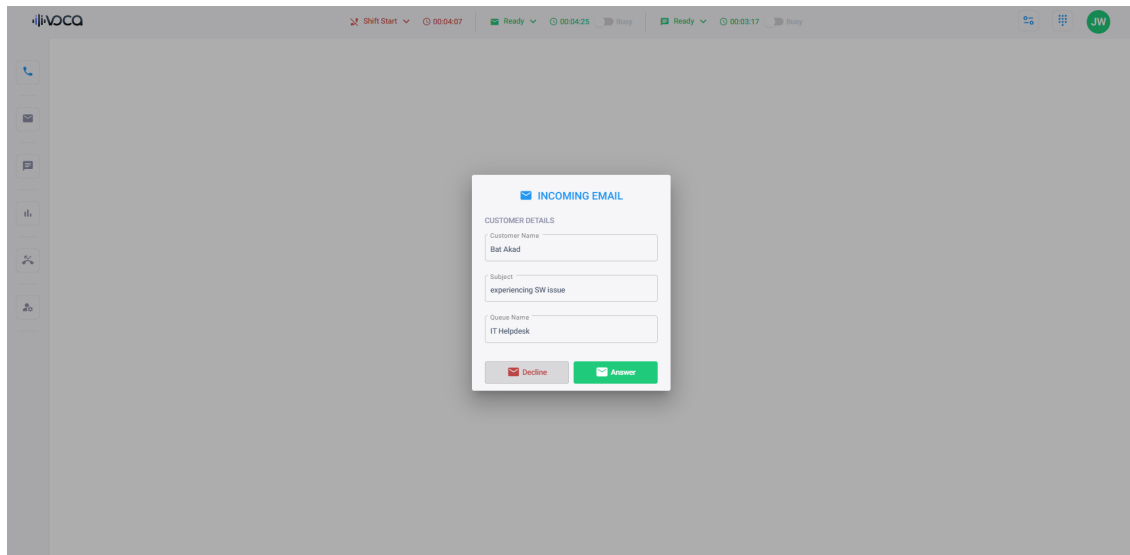 VOCA
Shift Start 00:04:07 Ready 00:04:25 Busy Ready 00:03:17 Busy JW
INCOMING EMAIL
CUSTOMER DETAILS
Customer Name
Bat Akad
Subject
experiencing SW issue
Queue Name
IT Helpdesk
Decline Answer